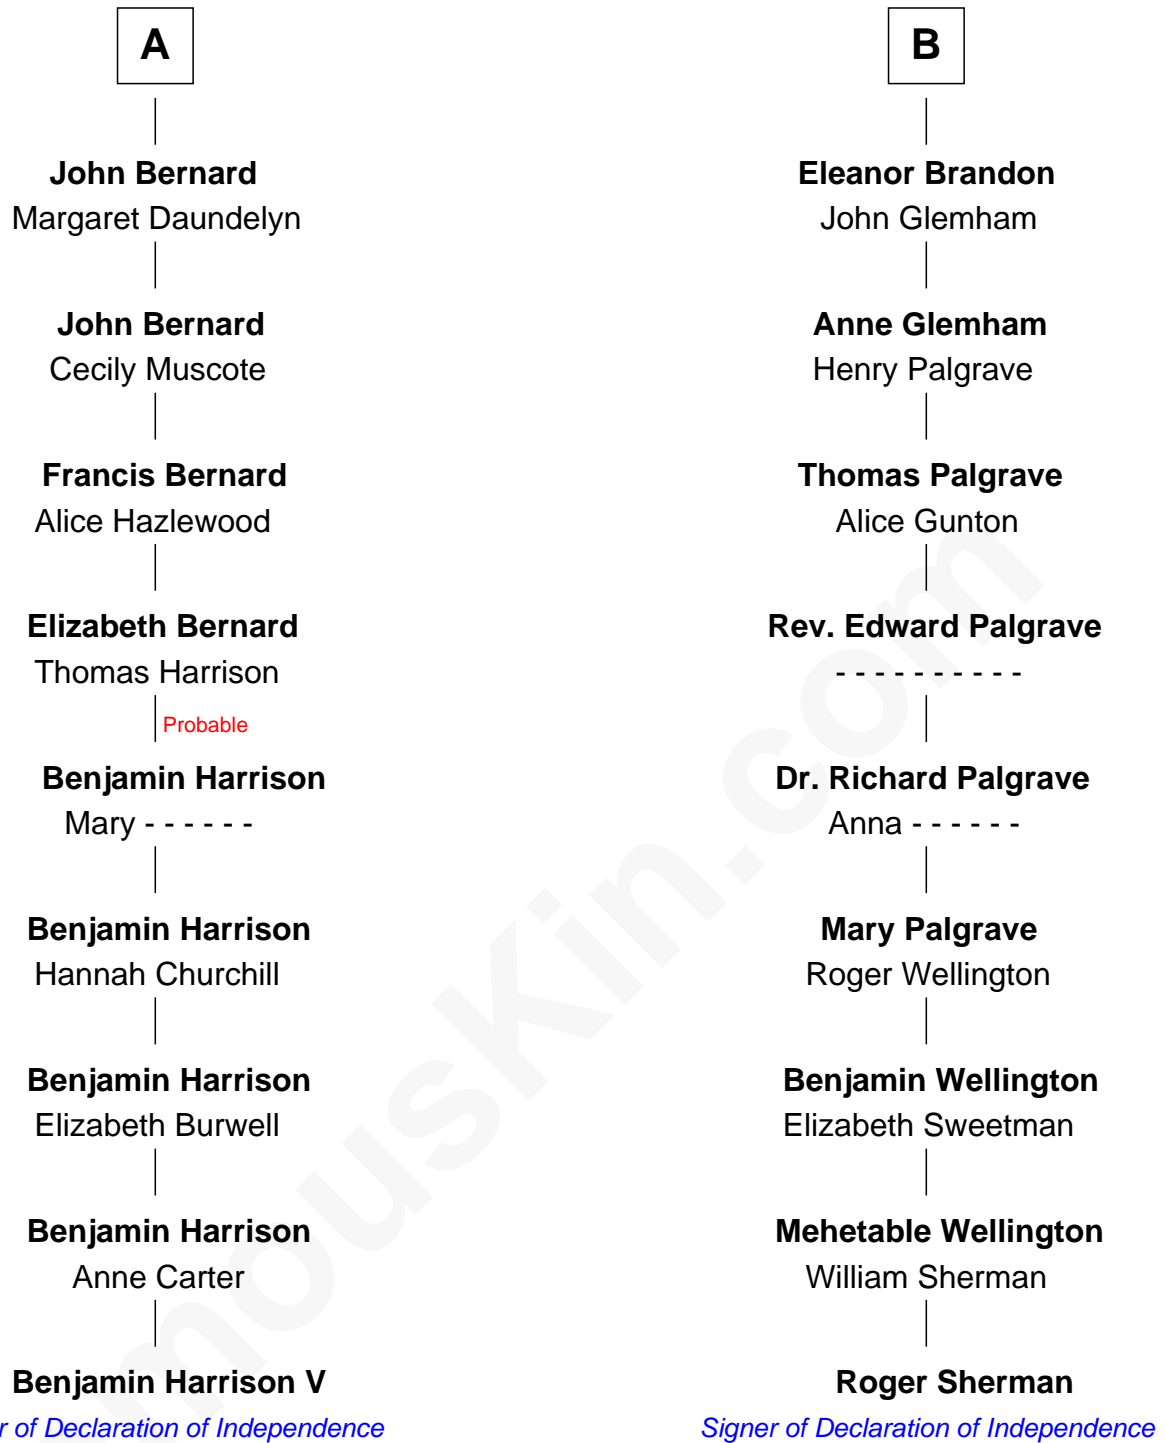 A
John Bernard
Margaret Daundelyn
John Bernard
Cecily Muscote
Francis Bernard
Alice Hazlewood
Elizabeth Bernard
Thomas Harrison
Probable
Benjamin Harrison
Mary - - - - - -
Benjamin Harrison
Hannah Churchill
Benjamin Harrison
Elizabeth Burwell
Benjamin Harrison
Anne Carter
Benjamin Harrison V
r of Declaration of Independence
B
Eleanor Brandon
John Glemham
Anne Glemham
Henry Palgrave
Thomas Palgrave
Alice Gunton
Rev. Edward Palgrave
- - - - - - - - - -
Dr. Richard Palgrave
Anna - - - - - -
Mary Palgrave
Roger Wellington
Benjamin Wellington
Elizabeth Sweetman
Mehetable Wellington
William Sherman
Roger Sherman
Signer of Declaration of Independence
mousKin.com